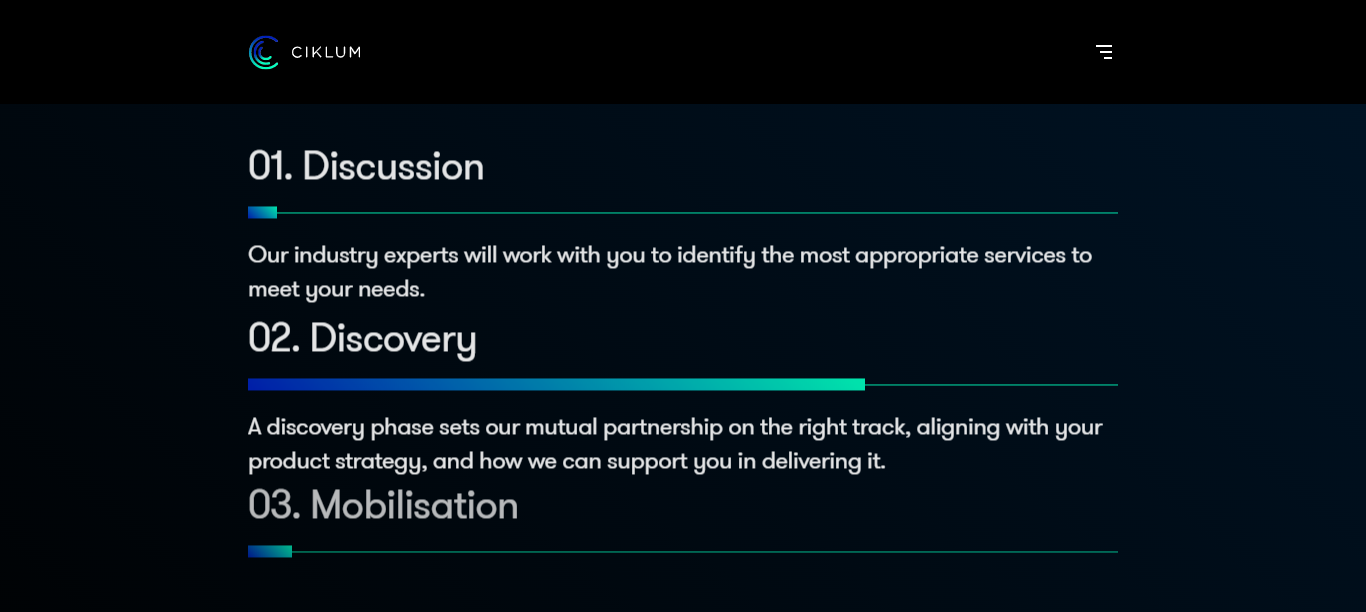 CIKLUM
01. Discussion
Our industry experts will work with you to identify the most appropriate services to
meet your needs.
02. Discovery
A discovery phase sets our mutual partnership on the right track, aligning with your
product strategy, and how we can support you in delivering it.
03. Mobilisation